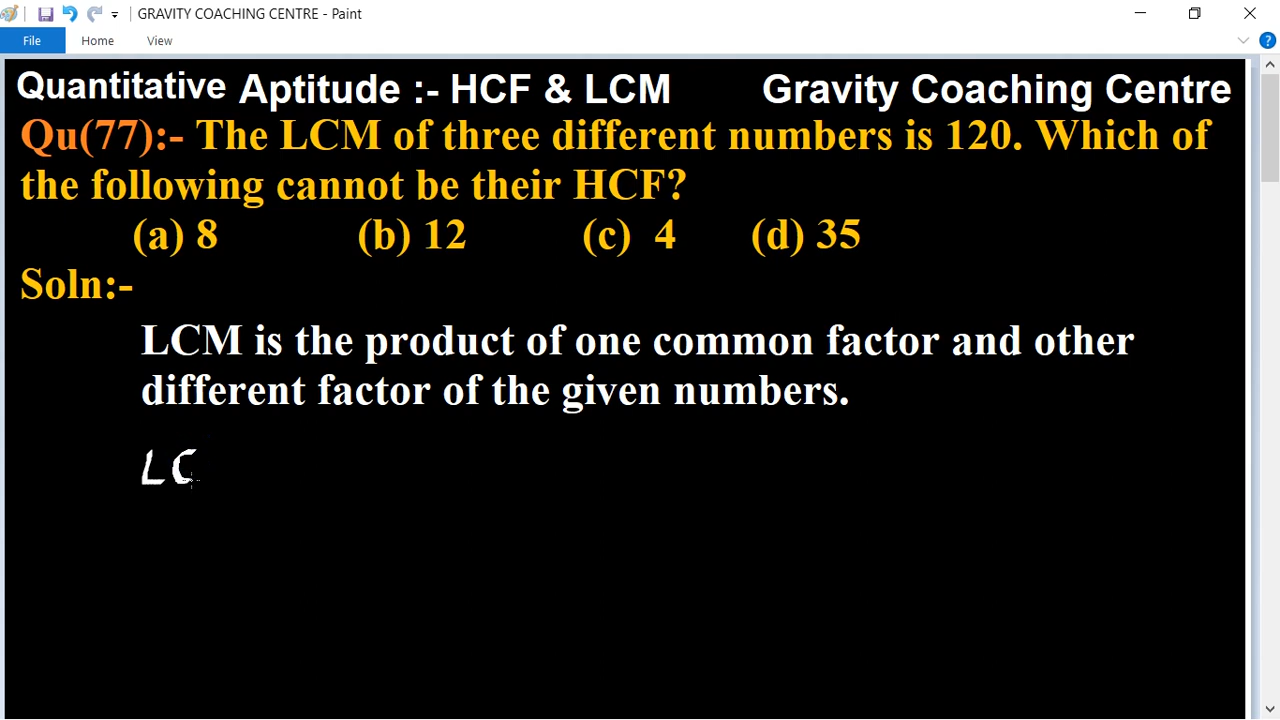 GRAVITY COACHING CENTRE - Paint
File Home View
Quantitative Aptitude :- HCF & LCM Gravity Coaching Centre
Qu(77):- The LCM of three different numbers is 120. Which of
the following cannot be their HCF?
(a) 8 (b) 12 (c) 4 (d) 35
Soln:-
LCM is the product of one common factor and other
different factor of the given numbers.
LC